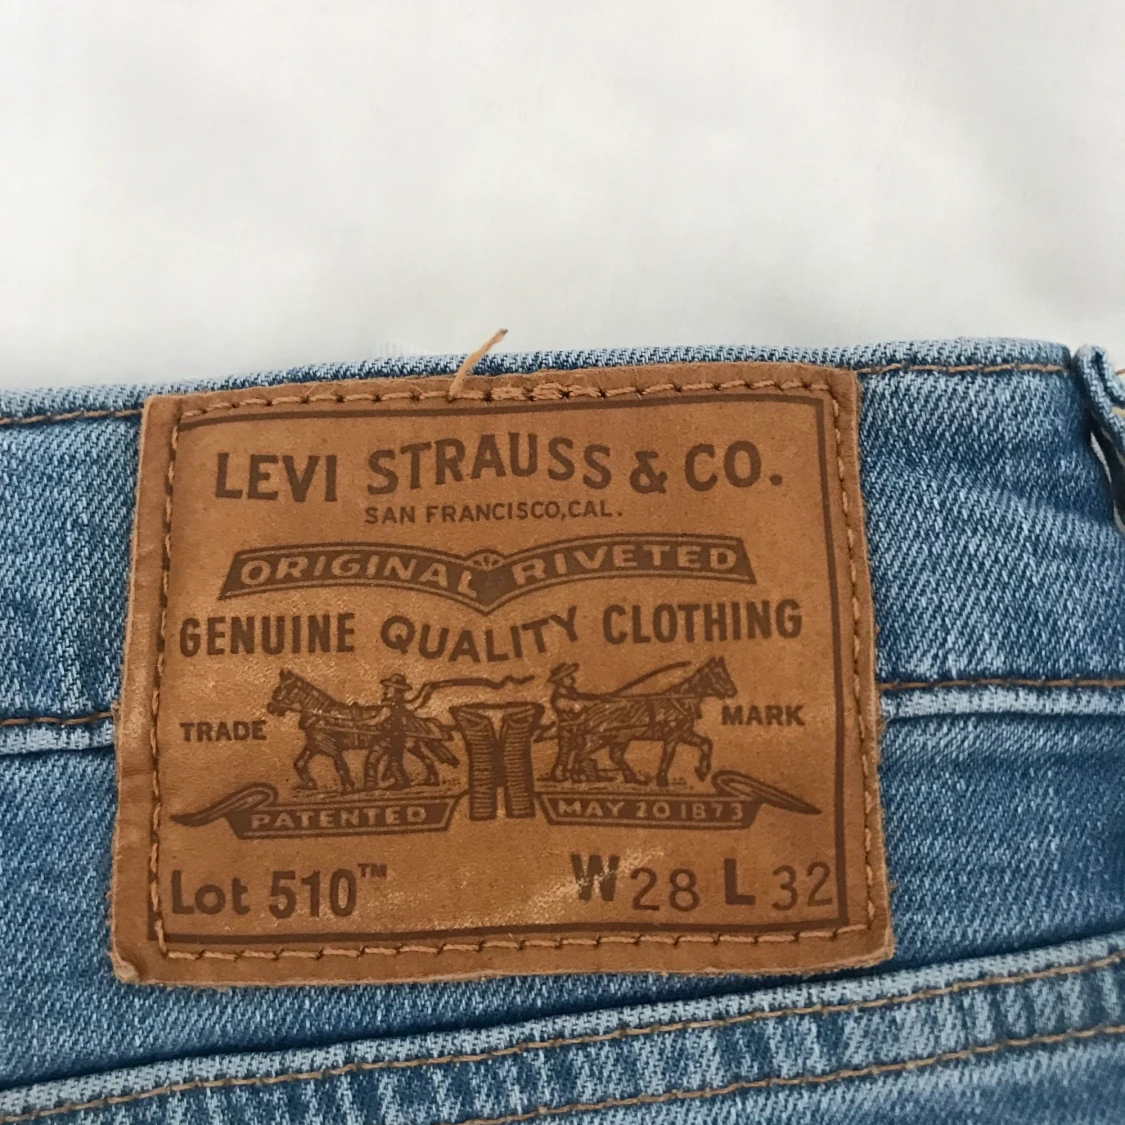 LEVI STRAUSS & CO.
SAN FRANCISCO,CAL.
ORIGINAL RIVETED
GENUINE QUALITY CLOTHING
TRADE MARK
PATENTED MAY 20 1873
Lot 510™ W 28 L 32